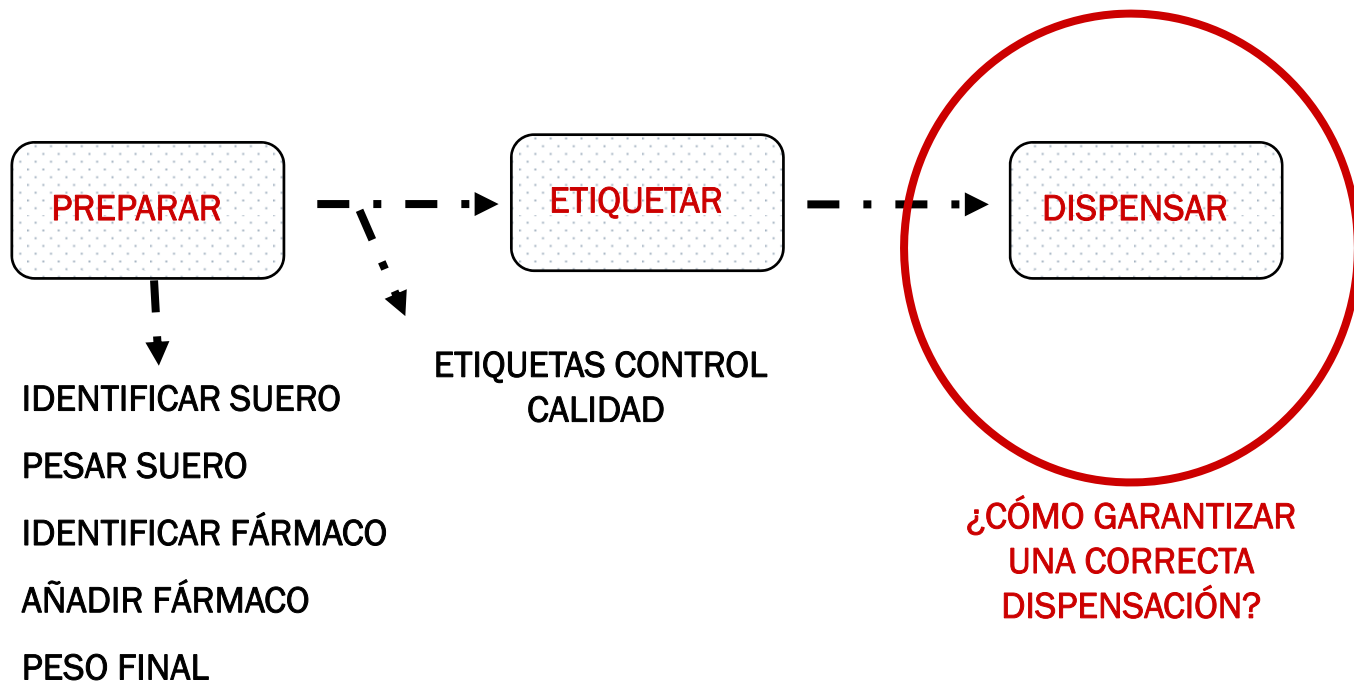 PREPARAR
ETIQUETAR
DISPENSAR
IDENTIFICAR SUERO
PESAR SUERO
IDENTIFICAR FÁRMACO
AÑADIR FÁRMACO
PESO FINAL
ETIQUETAS CONTROL
CALIDAD
¿CÓMO GARANTIZAR
UNA CORRECTA
DISPENSACIÓN?